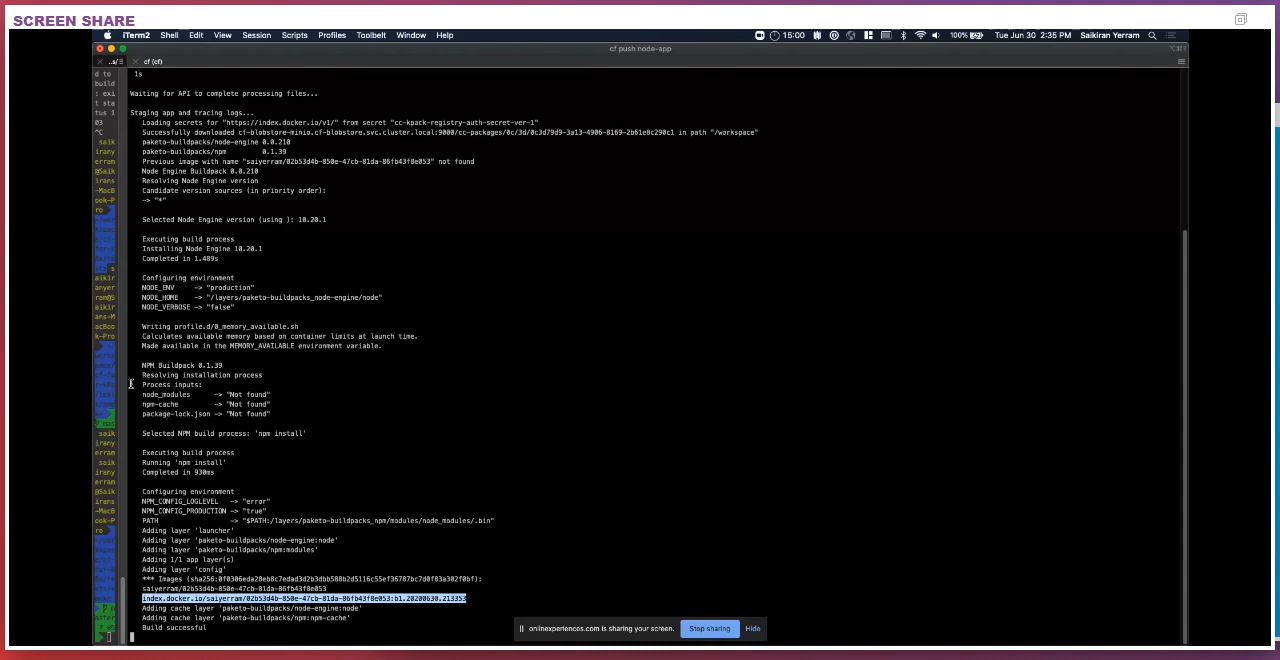 SCREEN SHARE
iTerm2 Shell Edit View Session Scripts Profiles Toolbelt Window Help 15:00 100% Tue Jun 30 2:35 PM Saikiran Yerram
cf push node-app
cf (cf)
1s
Waiting for API to complete processing files...
Staging app and tracing logs...
Loading secrets for "https://index.docker.io/v1/" from secret "cc-kpack-registry-auth-secret-ver-1"
Successfully downloaded cf-blobstore-minio.cf-blobstore.svc.cluster.local:9000/cc-packages/0c/3d/0c3d79d9-3a13-4906-8169-2b61e8c290c1 in path "/workspace"
paketo-buildpacks/node-engine 0.0.210
paketo-buildpacks/npm 0.1.39
Previous image with name "saiyerram/02b53d4b-850e-47cb-81da-86fb43f8e053" not found
Node Engine Buildpack 0.0.210
Resolving Node Engine version
Candidate version sources (in priority order):
-> "*"
Selected Node Engine version (using ): 10.20.1
Executing build process
Installing Node Engine 10.20.1
Completed in 1.489s
Configuring environment
NODE_ENV -> "production"
NODE_HOME -> "/layers/paketo-buildpacks_node-engine/node"
NODE_VERBOSE -> "false"
Writing profile.d/0_memory_available.sh
Calculates available memory based on container limits at launch time.
Made available in the MEMORY_AVAILABLE environment variable.
NPM Buildpack 0.1.39
Resolving installation process
Process inputs:
node_modules -> "Not found"
npm-cache -> "Not found"
package-lock.json -> "Not found"
Selected NPM build process: 'npm install'
Executing build process
Running 'npm install'
Completed in 930ms
Configuring environment
NPM_CONFIG_LOGLEVEL -> "error"
NPM_CONFIG_PRODUCTION -> "true"
PATH -> "$PATH:/layers/paketo-buildpacks_npm/modules/node_modules/.bin"
Adding layer 'launcher'
Adding layer 'paketo-buildpacks/node-engine:node'
Adding layer 'paketo-buildpacks/npm:modules'
Adding 1/1 app layer(s)
Adding layer 'config'
*** Images (sha256:0f0306eda28eb8c7edad3d2b3dbb588b2d5116c55ef36787bc7d0f83a302f0bf):
saiyerram/02b53d4b-850e-47cb-81da-86fb43f8e053
index.docker.io/saiyerram/02b53d4b-850e-47cb-81da-86fb43f8e053:b1.20200630.213353
Adding cache layer 'paketo-buildpacks/node-engine:node'
Adding cache layer 'paketo-buildpacks/npm:npm-cache'
Build successful
onlinexperiences.com is sharing your screen. Stop sharing Hide